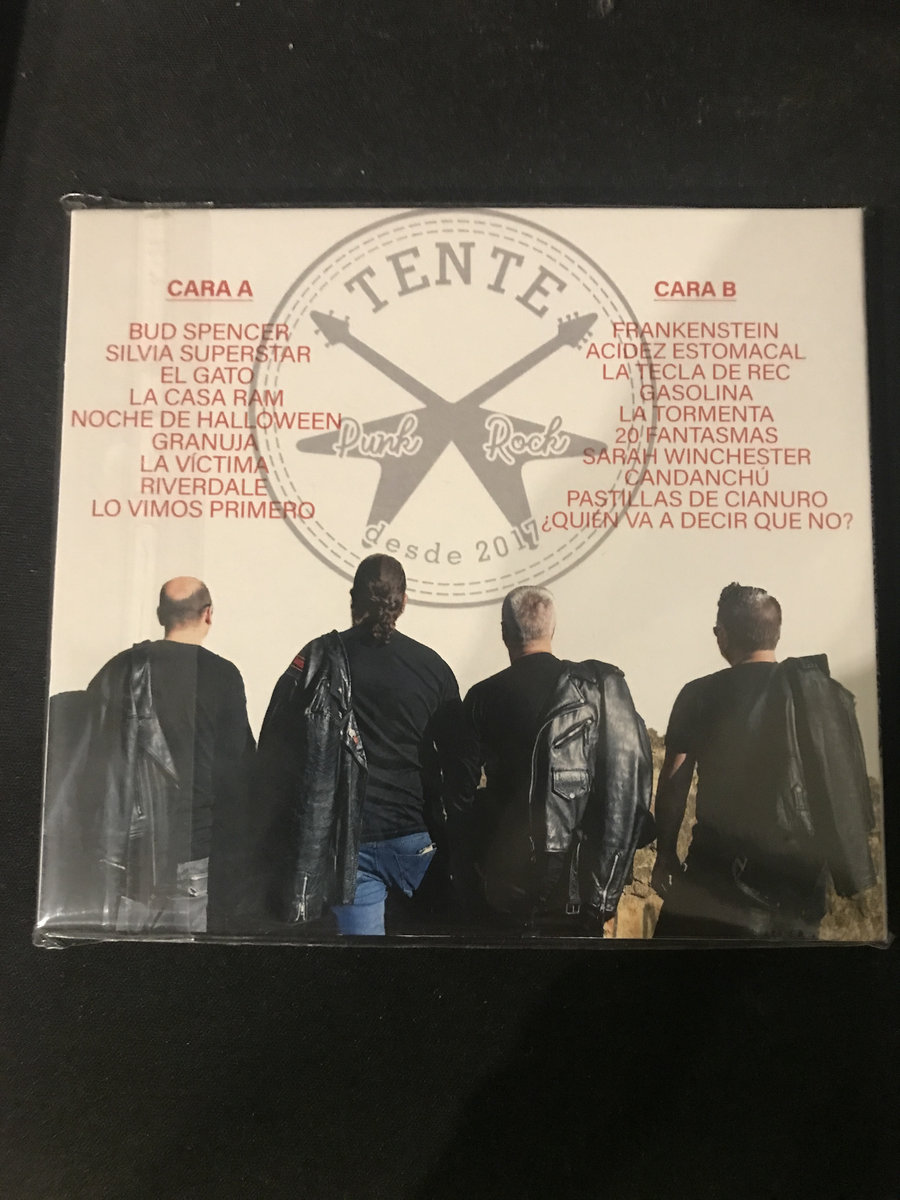 TENTE
Punk Rock
desde 2017
CARA A
BUD SPENCER
SILVIA SUPERSTAR
EL GATO
LA CASA RAM
NOCHE DE HALLOWEEN
GRANUJA
LA VÍCTIMA
RIVERDALE
LO VIMOS PRIMERO
CARA B
FRANKENSTEIN
ACIDEZ ESTOMACAL
LA TECLA DE REC
GASOLINA
LA TORMENTA
20 FANTASMAS
SARAH WINCHESTER
CANDANCHÚ
PASTILLAS DE CIANURO
¿QUIÉN VA A DECIR QUE NO?